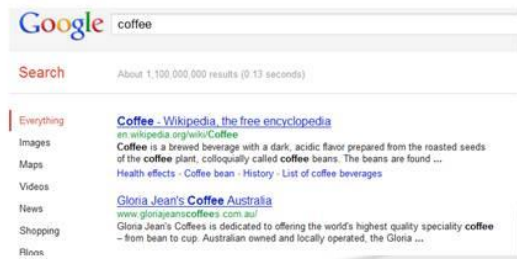 Google coffee
Search About 1,100,000,000 results (0.13 seconds)
Everything
Images
Maps
Videos
News
Shopping
Blogs
Coffee - Wikipedia, the free encyclopedia
en.wikipedia.org/wiki/Coffee
Coffee is a brewed beverage with a dark, acidic flavor prepared from the roasted seeds
of the coffee plant, colloquially called coffee beans. The beans are found ...
Health effects - Coffee bean - History - List of coffee beverages
Gloria Jean's Coffee Australia
www.gloriajeanscoffees.com.au/
Gloria Jean's Coffees is dedicated to offering the world's highest quality speciality coffee
– from bean to cup. Australian owned and locally operated, the Gloria ...